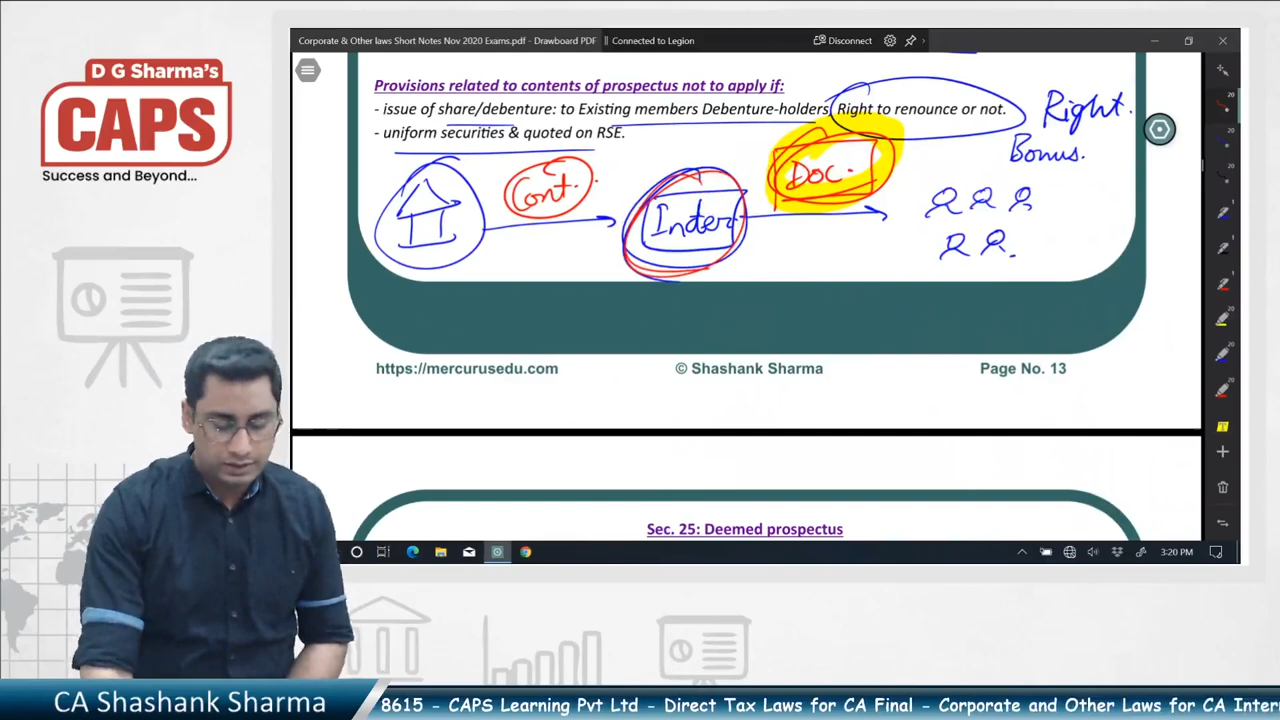 D G Sharma's
CAPS
Success and Beyond...
Corporate & Other laws Short Notes Nov 2020 Exams.pdf - Drawboard PDF
Connected to Legion
Disconnect
Provisions related to contents of prospectus not to apply if:
- issue of share/debenture: to Existing members Debenture-holders, Right to renounce or not.
Right.
- uniform securities & quoted on RSE.
Bonus.
Cont.
Inder
Doc.
https://mercurusedu.com
© Shashank Sharma
Page No. 13
Sec. 25: Deemed prospectus
3:20 PM
CA Shashank Sharma
8615 - CAPS Learning Pvt Ltd - Direct Tax Laws for CA Final - Corporate and Other Laws for CA Inter